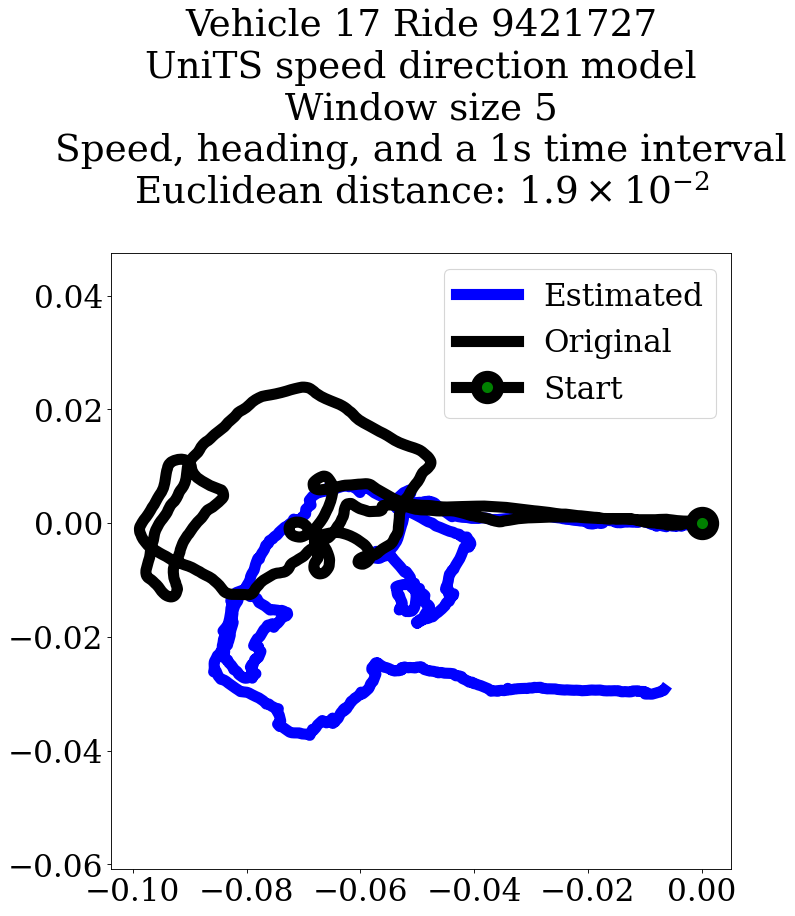 Vehicle 17 Ride 9421727
UniTS speed direction model
Window size 5
Speed, heading, and a 1s time interval
Euclidean distance: 1.9 × 10⁻²
Estimated
Original
Start
0.04
0.02
0.00
−0.02
−0.04
−0.06
−0.10 −0.08 −0.06 −0.04 −0.02 0.00